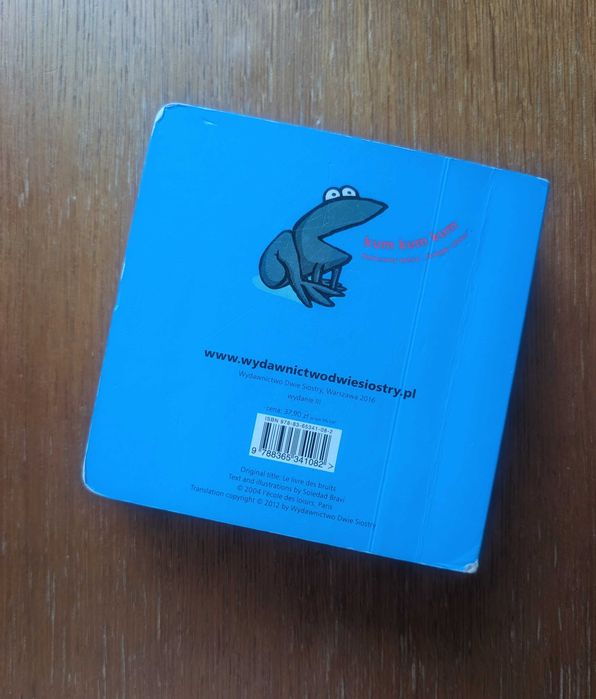 kum kum kum
www.wydawnictwodwiesiostry.pl
Wydawnictwo Dwie Siostry, Warszawa 2016
wydanie III
cena: 37,90 zł
ISBN 978-83-65341-08-2
9 788365 341082 >
Original title: Le livre des bruits
Text and illustrations by Soledad Bravi
© 2004 l'école des loisirs, Paris
Translation copyright © 2012 by Wydawnictwo Dwie Siostry